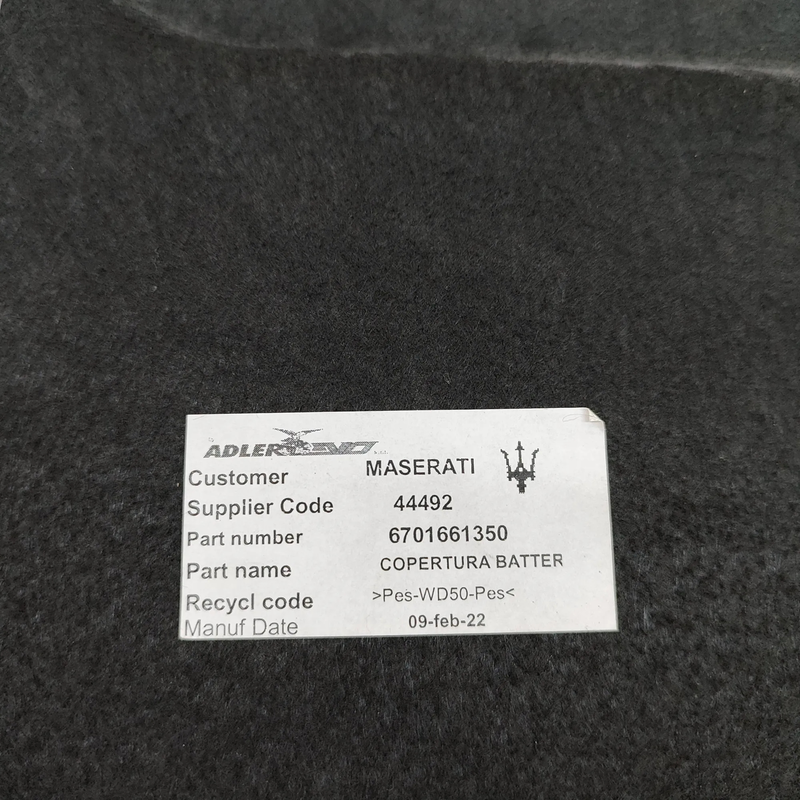 ADLER EVO s.r.l.
Customer MASERATI
Supplier Code 44492
Part number 6701661350
Part name COPERTURA BATTER
Recycl code >Pes-WD50-Pes<
Manuf Date 09-feb-22